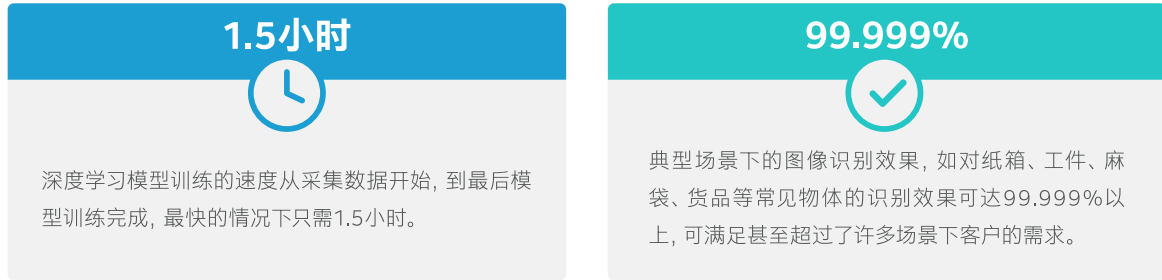 1.5小时
深度学习模型训练的速度从采集数据开始, 到最后模
型训练完成, 最快的情况下只需1.5小时。
99.999%
典型场景下的图像识别效果, 如对纸箱、工件、麻
袋、货品等常见物体的识别效果可达99.999%以
上, 可满足甚至超过了许多场景下客户的需求。